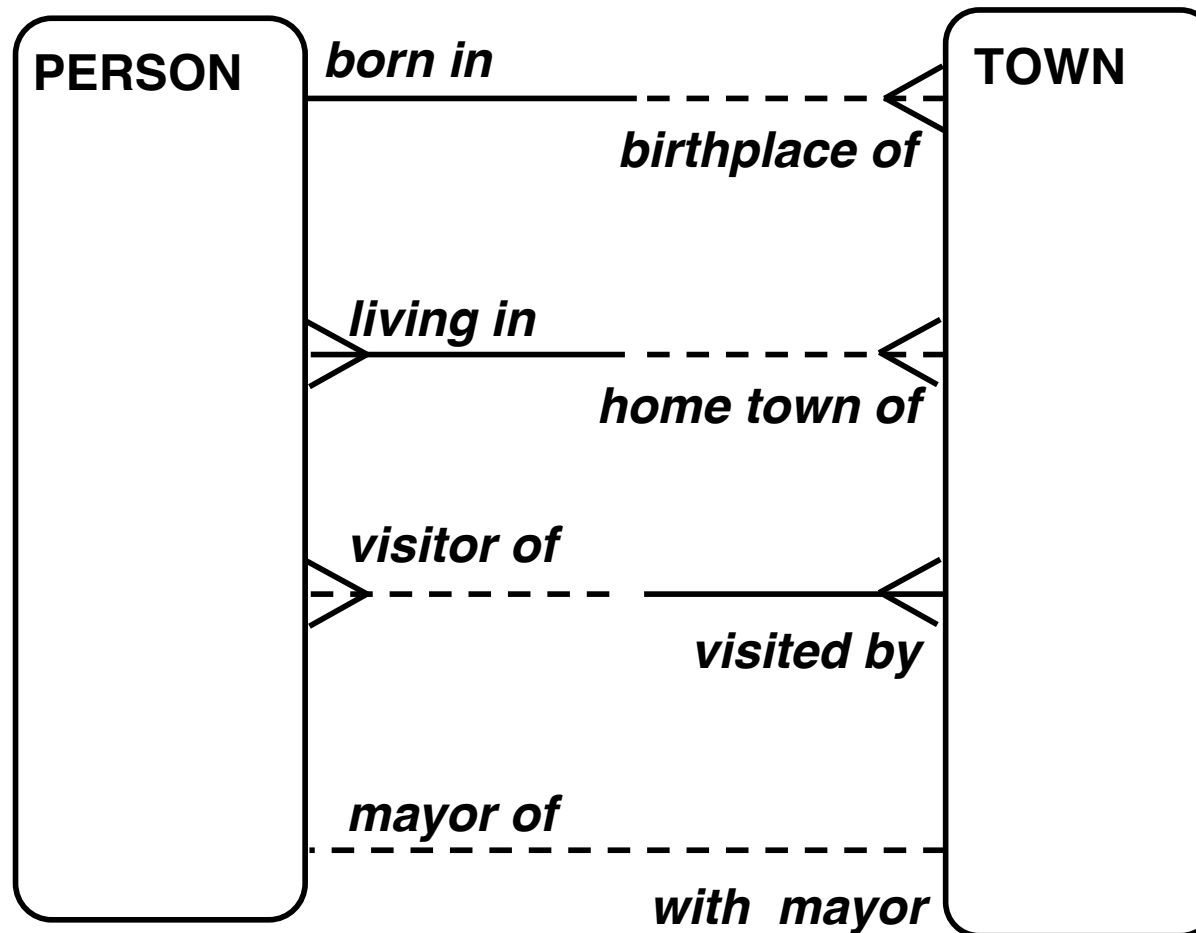 PERSON
born in
TOWN
birthplace of
living in
home town of
visitor of
visited by
mayor of
with mayor